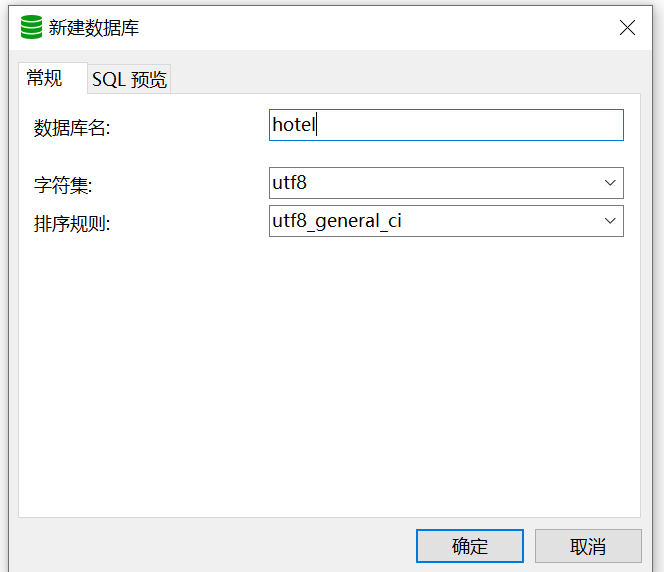 新建数据库
常规 SQL 预览
数据库名: hotel
字符集: utf8
排序规则: utf8_general_ci
确定 取消